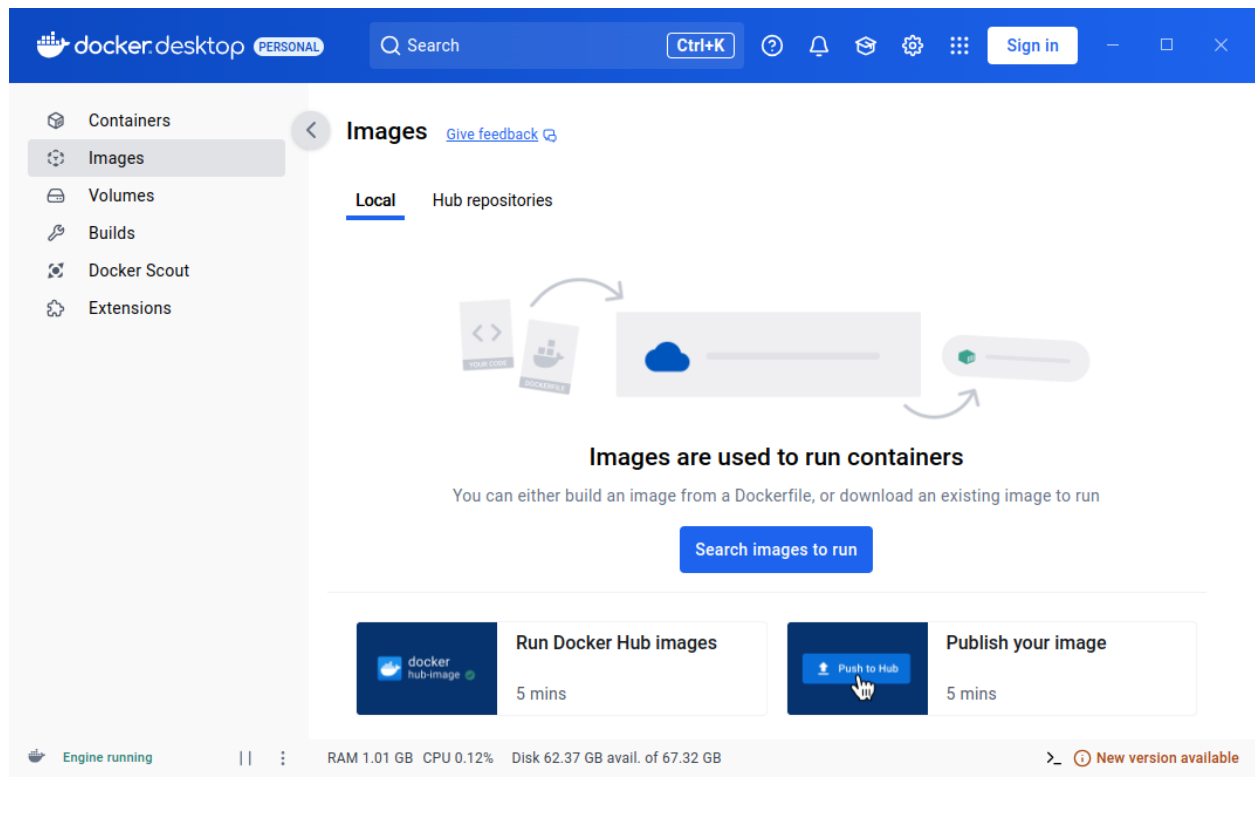 docker.desktop PERSONAL
Search
Ctrl+K
Sign in
Containers
Images
Volumes
Builds
Docker Scout
Extensions
Images Give feedback
Local Hub repositories
YOUR CODE
DOCKERFILE
Images are used to run containers
You can either build an image from a Dockerfile, or download an existing image to run
Search images to run
docker
hub-image
Run Docker Hub images
5 mins
Push to Hub
Publish your image
5 mins
Engine running
RAM 1.01 GB CPU 0.12% Disk 62.37 GB avail. of 67.32 GB
>_ New version available